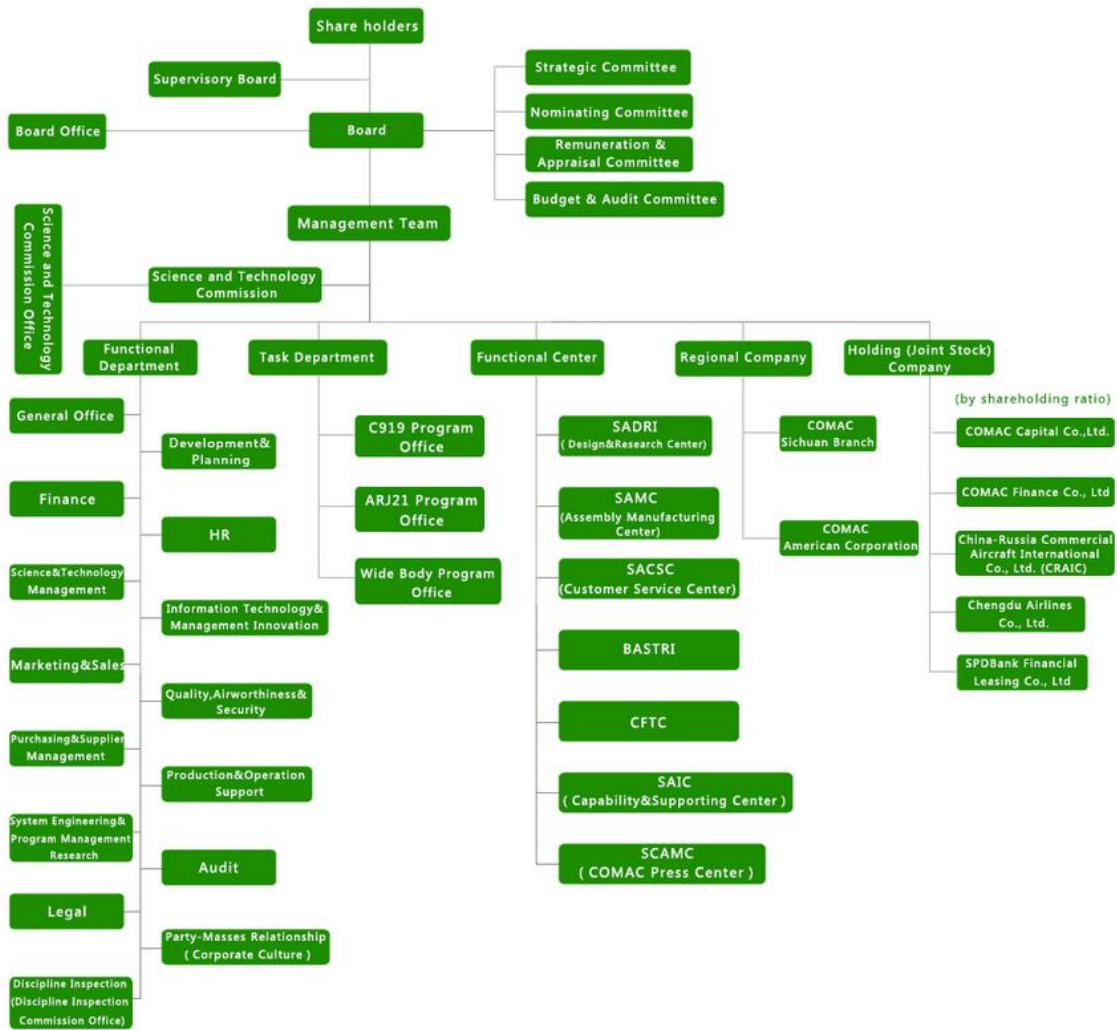 Share holders
Supervisory Board
Strategic Committee
Nominating Committee
Board Office
Board
Remuneration &
Appraisal Committee
Budget & Audit Committee
Management Team
Science and Technology
Commission Office
Science and Technology
Commission
Functional
Department
Task Department
Functional Center
Regional Company
Holding (Joint Stock)
Company
General Office
Development&
Planning
Finance
HR
Science&Technology
Management
Information Technology&
Management Innovation
Marketing&Sales
Quality,Airworthiness&
Security
Purchasing&Supplier
Management
Production&Operation
Support
System Engineering&
Program Management
Research
Audit
Legal
Party-Masses Relationship
( Corporate Culture )
Discipline Inspection
(Discipline Inspection
Commission Office)
C919 Program
Office
ARJ21 Program
Office
Wide Body Program
Office
SADRI
( Design&Research Center)
SAMC
(Assembly Manufacturing
Center)
SACSC
(Customer Service Center)
BASTRI
CFTC
SAIC
( Capability&Supporting Center )
SCAMC
( COMAC Press Center )
COMAC
Sichuan Branch
COMAC
American Corporation
(by shareholding ratio)
COMAC Capital Co.,Ltd.
COMAC Finance Co., Ltd
China-Russia Commercial
Aircraft International
Co., Ltd. (CRAIC)
Chengdu Airlines
Co., Ltd.
SPDBank Financial
Leasing Co., Ltd